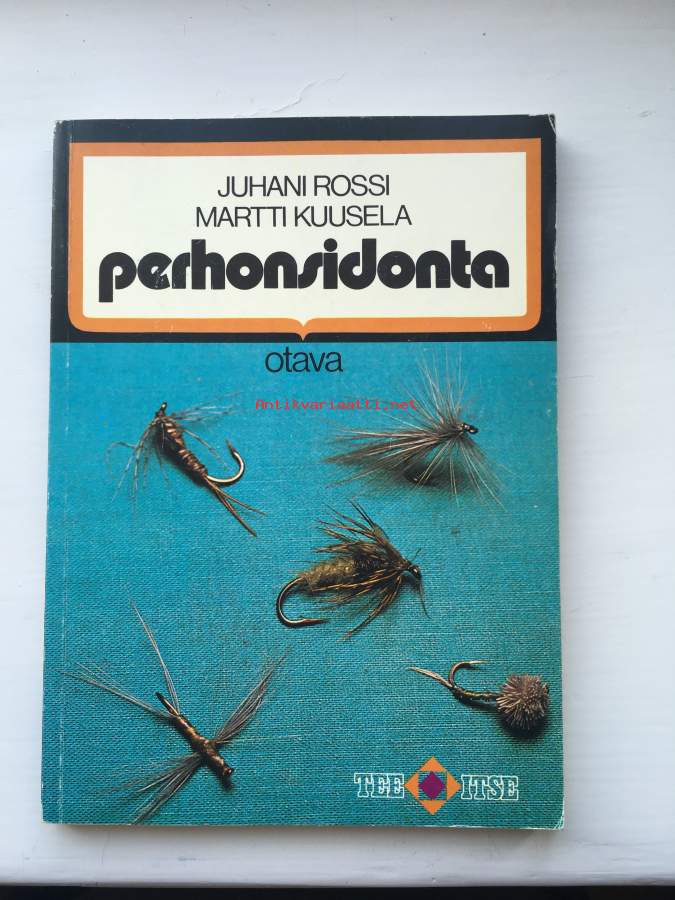 JUHANI ROSSI
MARTTI KUUSELA
perhonsidonta
otava
Antikvariaatti.net
TEE ITSE